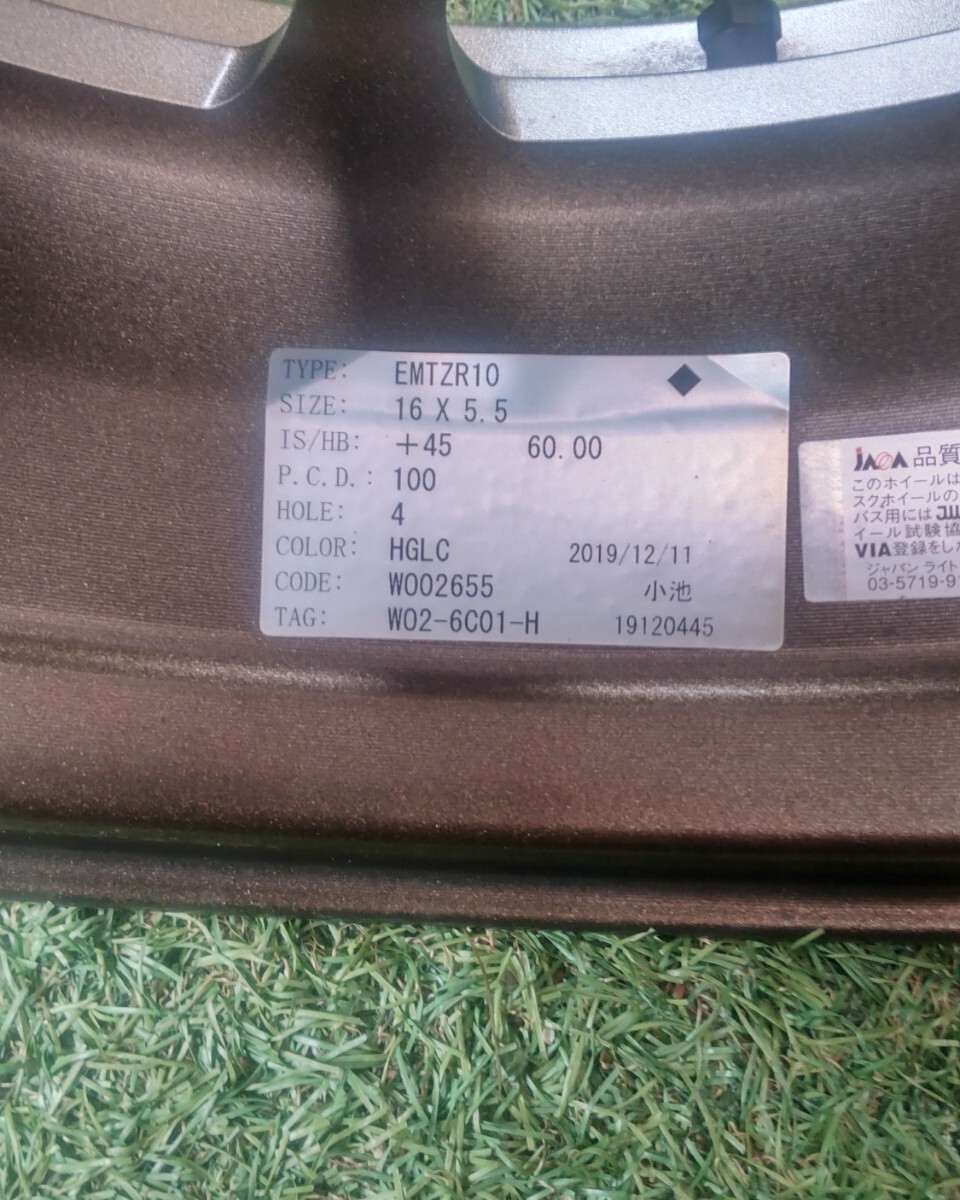 TYPE: EMTZR10
SIZE: 16 X 5.5
IS/HB: +45 60.00
P.C.D.: 100
HOLE: 4
COLOR: HGLC 2019/12/11
CODE: W002655 小池
TAG: W02-6C01-H 19120445
JAWA 品質
このホイールは
スクホイールの
バス用には JW
イール試験協
VIA登録をした
ジャパン ライト
03-5719-91